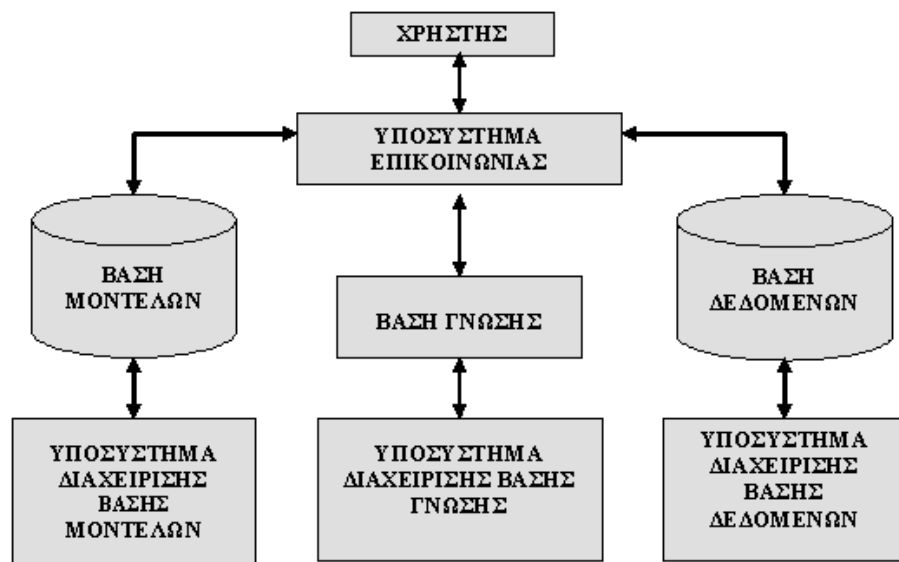 ΧΡΗΣΤΗΣ
ΥΠΟΣΥΣΤΗΜΑ
ΕΠΙΚΟΙΝΩΝΙΑΣ
ΒΑΣΗ
ΜΟΝΤΕΛΩΝ
ΒΑΣΗ ΓΝΩΣΗΣ
ΒΑΣΗ
ΔΕΔΟΜΕΝΩΝ
ΥΠΟΣΥΣΤΗΜΑ
ΔΙΑΧΕΙΡΙΣΗΣ
ΒΑΣΗΣ
ΜΟΝΤΕΛΩΝ
ΥΠΟΣΥΣΤΗΜΑ
ΔΙΑΧΕΙΡΙΣΗΣ ΒΑΣΗΣ
ΓΝΩΣΗΣ
ΥΠΟΣΥΣΤΗΜΑ
ΔΙΑΧΕΙΡΙΣΗΣ
ΒΑΣΗΣ
ΔΕΔΟΜΕΝΩΝ